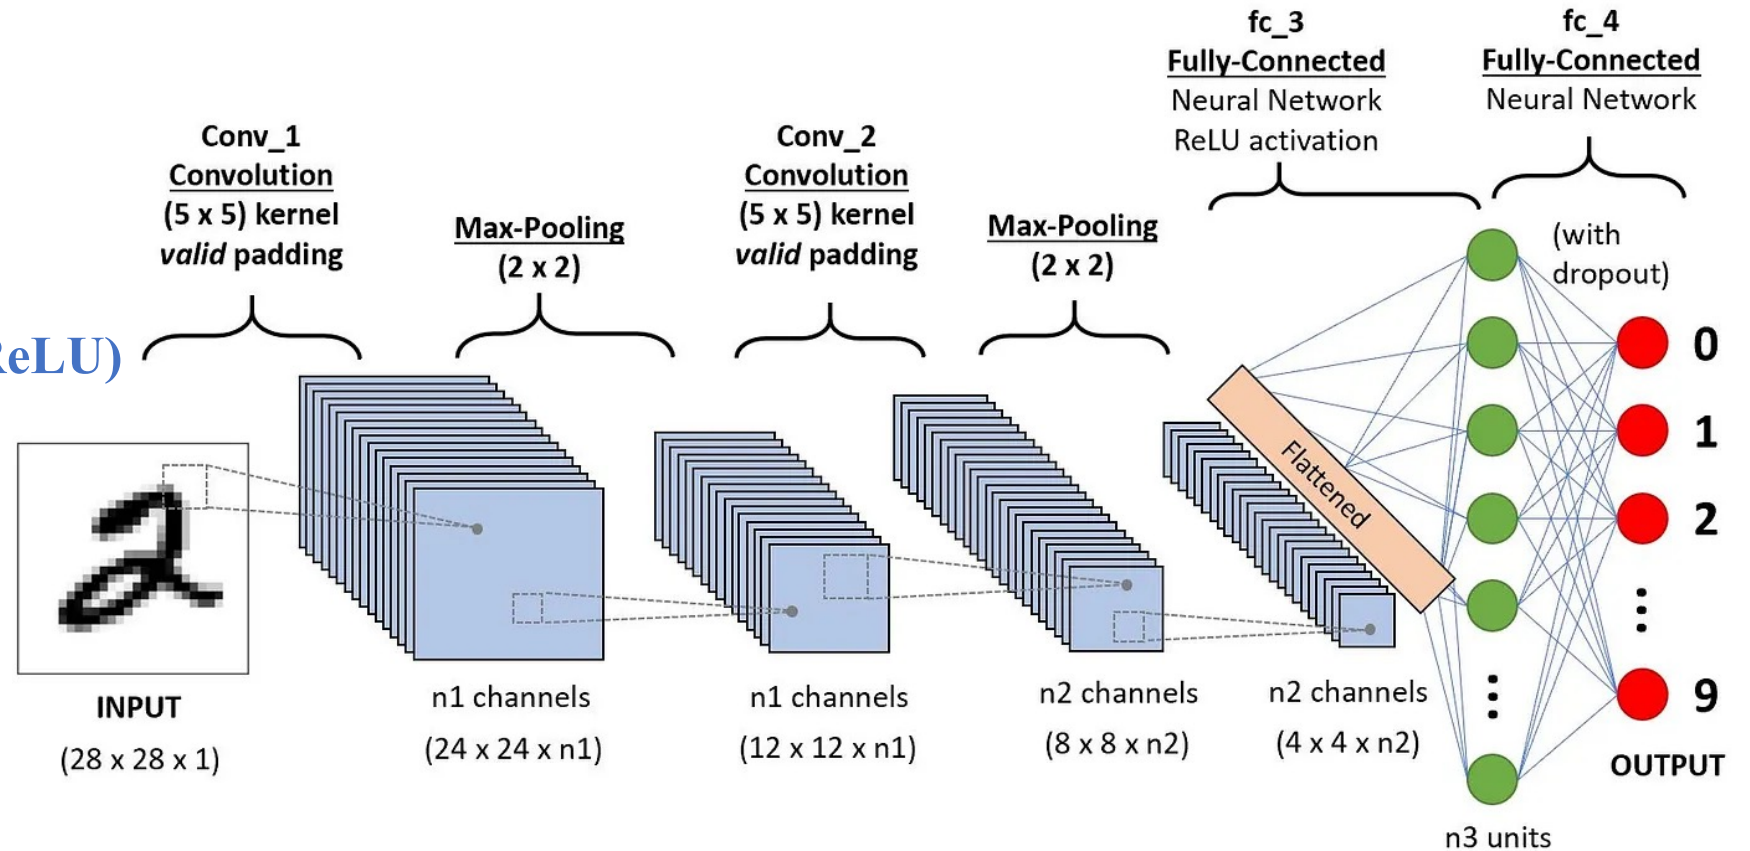 Conv_1
Convolution
(5 x 5) kernel
valid padding
Max-Pooling
(2 x 2)
Conv_2
Convolution
(5 x 5) kernel
valid padding
Max-Pooling
(2 x 2)
fc_3
Fully-Connected
Neural Network
ReLU activation
fc_4
Fully-Connected
Neural Network
(with
dropout)
eLU)
Flattened
0
1
2
9
INPUT
(28 x 28 x 1)
n1 channels
(24 x 24 x n1)
n1 channels
(12 x 12 x n1)
n2 channels
(8 x 8 x n2)
n2 channels
(4 x 4 x n2)
OUTPUT
n3 units